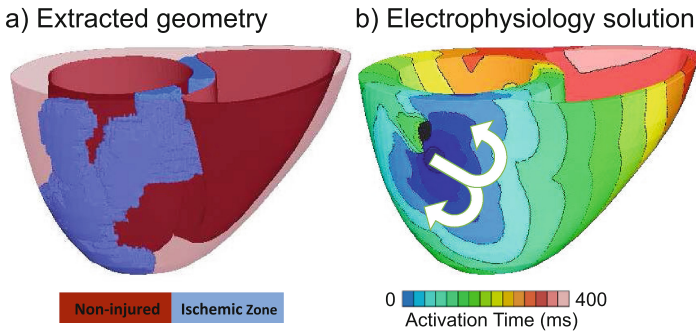 a) Extracted geometry
b) Electrophysiology solution
Non-injured Ischemic Zone
0 400
Activation Time (ms)